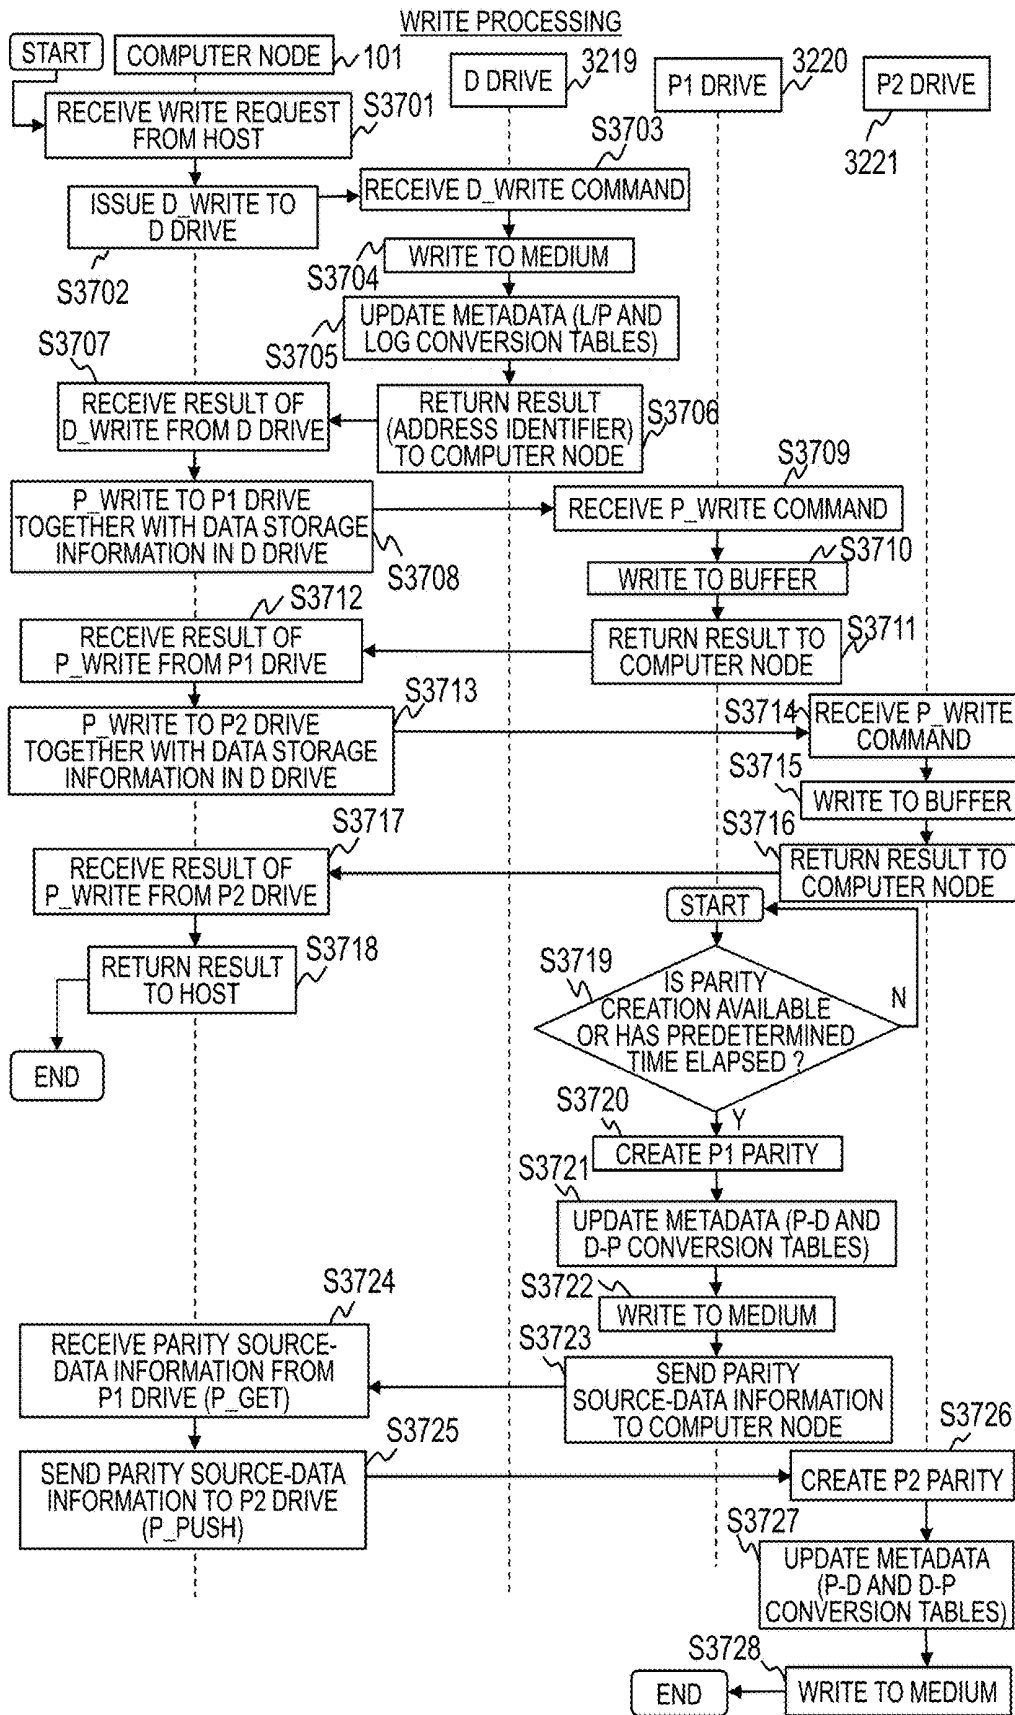 WRITE PROCESSING
START
COMPUTER NODE
101
D DRIVE
3219
P1 DRIVE
3220
P2 DRIVE
3221
RECEIVE WRITE REQUEST
FROM HOST
S3701
ISSUE D_WRITE TO
D DRIVE
S3702
S3703
RECEIVE D_WRITE COMMAND
S3704
WRITE TO MEDIUM
S3705
UPDATE METADATA (L/P AND
LOG CONVERSION TABLES)
S3707
RECEIVE RESULT OF
D_WRITE FROM D DRIVE
RETURN RESULT
(ADDRESS IDENTIFIER)
TO COMPUTER NODE
S3706
P_WRITE TO P1 DRIVE
TOGETHER WITH DATA STORAGE
INFORMATION IN D DRIVE
S3708
S3709
RECEIVE P_WRITE COMMAND
S3710
WRITE TO BUFFER
S3712
RECEIVE RESULT OF
P_WRITE FROM P1 DRIVE
RETURN RESULT TO
COMPUTER NODE
S3711
S3713
P_WRITE TO P2 DRIVE
TOGETHER WITH DATA STORAGE
INFORMATION IN D DRIVE
S3714
RECEIVE P_WRITE
COMMAND
S3715
WRITE TO BUFFER
S3717
RECEIVE RESULT OF
P_WRITE FROM P2 DRIVE
S3716
RETURN RESULT TO
COMPUTER NODE
START
RETURN RESULT
TO HOST
S3718
END
S3719
IS PARITY
CREATION AVAILABLE
OR HAS PREDETERMINED
TIME ELAPSED ?
N
Y
S3720
CREATE P1 PARITY
S3721
UPDATE METADATA (P-D AND
D-P CONVERSION TABLES)
S3722
WRITE TO MEDIUM
S3724
RECEIVE PARITY SOURCE-
DATA INFORMATION FROM
P1 DRIVE (P_GET)
S3723
SEND PARITY
SOURCE-DATA INFORMATION
TO COMPUTER NODE
S3725
SEND PARITY SOURCE-DATA
INFORMATION TO P2 DRIVE
(P_PUSH)
S3726
CREATE P2 PARITY
S3727
UPDATE METADATA
(P-D AND D-P
CONVERSION TABLES)
S3728
WRITE TO MEDIUM
END